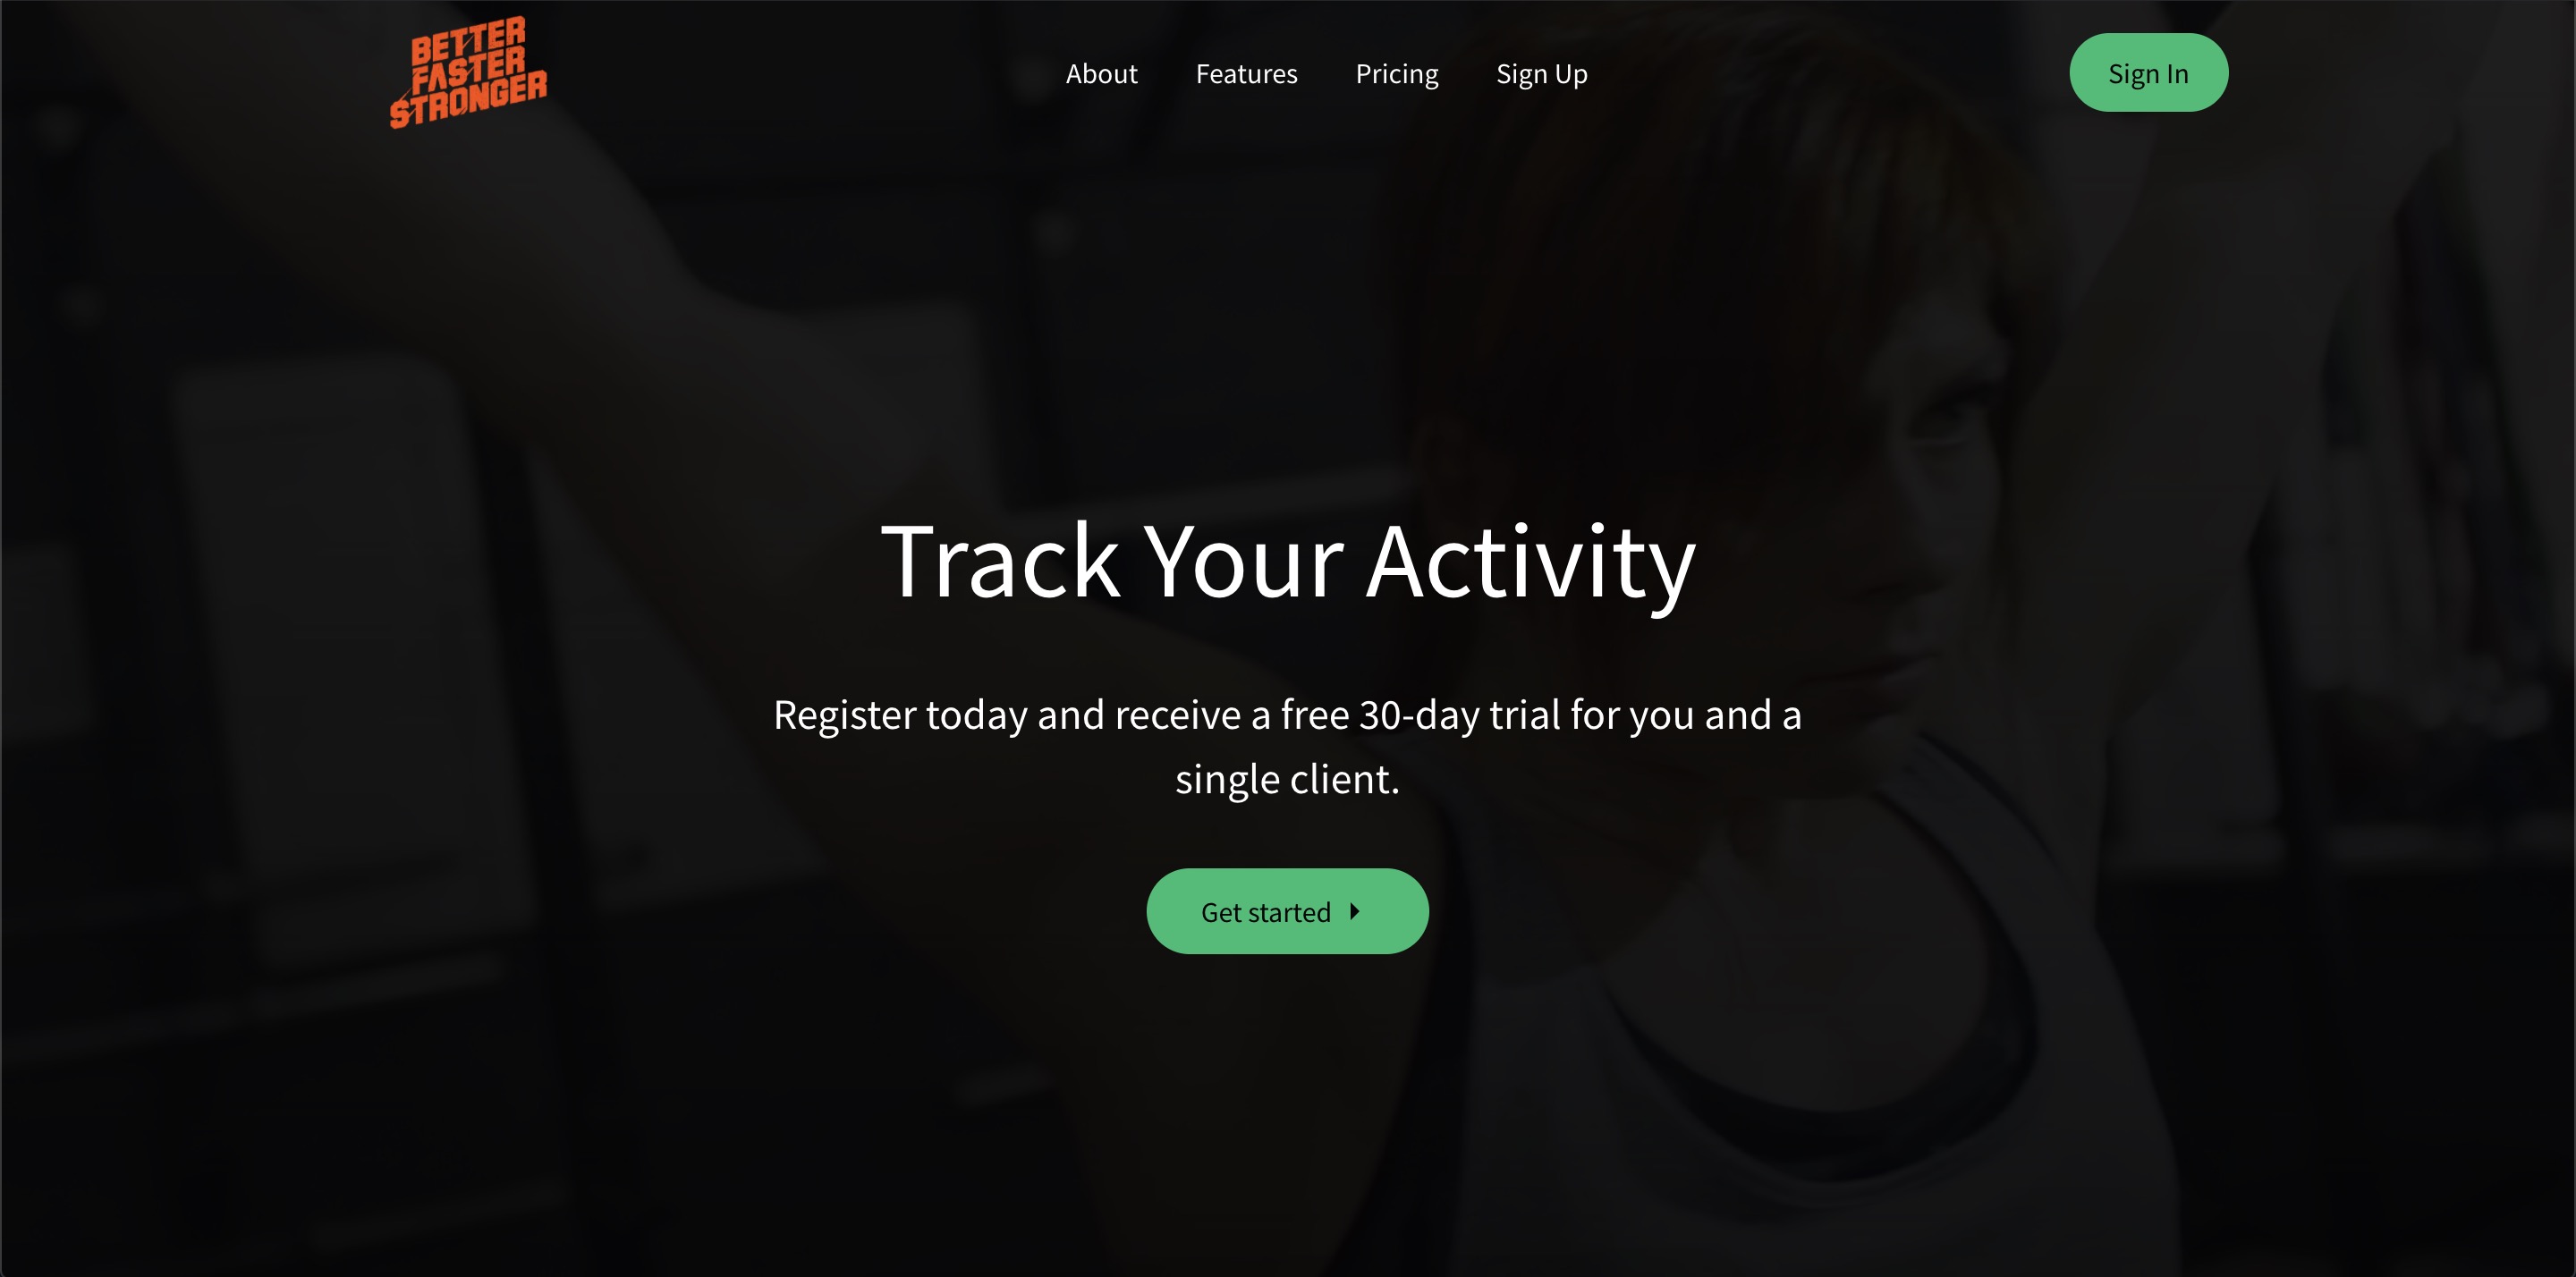 BETTER
FASTER
STRONGER
About Features Pricing Sign Up
Sign In
Track Your Activity
Register today and receive a free 30-day trial for you and a
single client.
Get started